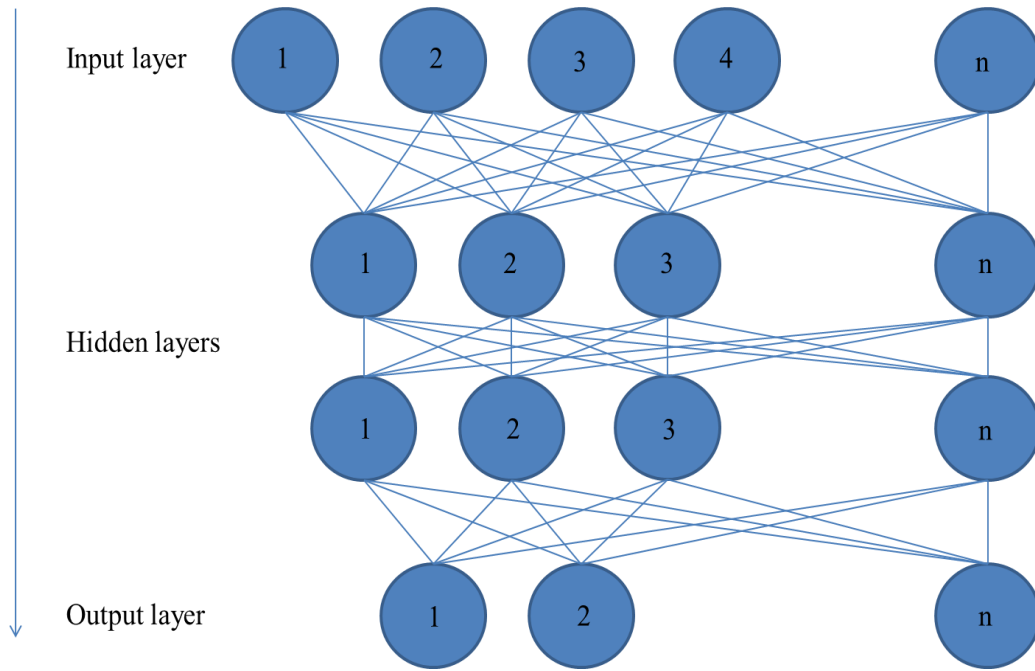 Input layer 1 2 3 4 n
1 2 3 n
Hidden layers
1 2 3 n
Output layer 1 2 n